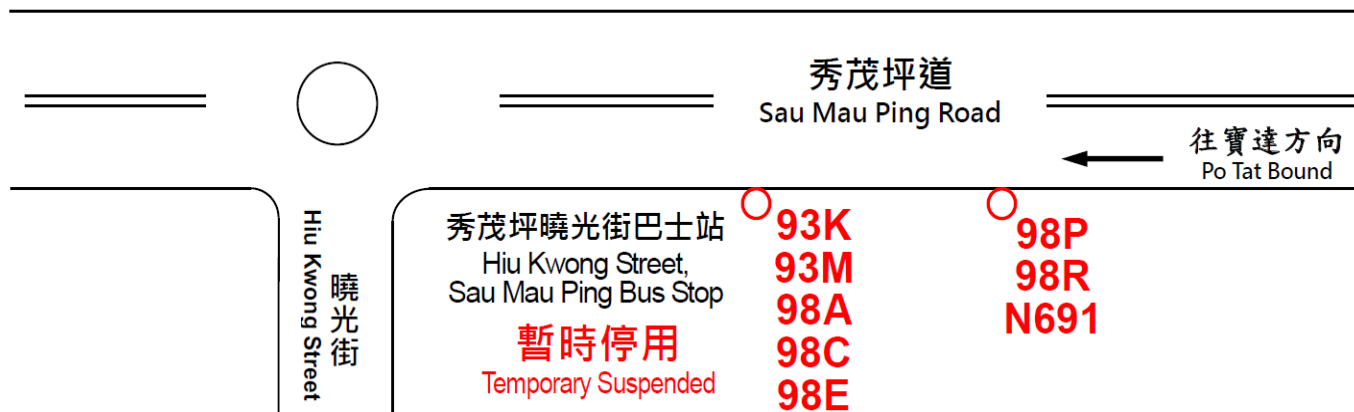 秀茂坪道
Sau Mau Ping Road
往寶達方向
Po Tat Bound
Hiu Kwong Street
曉光街
秀茂坪曉光街巴士站
Hiu Kwong Street,
Sau Mau Ping Bus Stop
暫時停用
Temporary Suspended
93K
93M
98A
98C
98E
98P
98R
N691